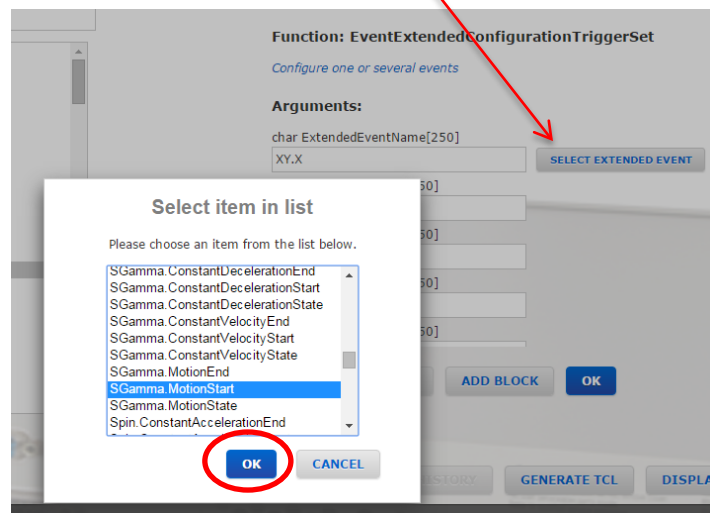 Function: EventExtendedConfigurationTriggerSet
Configure one or several events
Arguments:
char ExtendedEventName[250]
XY.X
SELECT EXTENDED EVENT
50]
50]
50]
50]
Select item in list
Please choose an item from the list below.
SGamma.ConstantDecelerationEnd
SGamma.ConstantDecelerationStart
SGamma.ConstantDecelerationState
SGamma.ConstantVelocityEnd
SGamma.ConstantVelocityStart
SGamma.ConstantVelocityState
SGamma.MotionEnd
SGamma.MotionStart
SGamma.MotionState
Spin.ConstantAccelerationEnd
OK
CANCEL
ADD BLOCK
OK
HISTORY
GENERATE TCL
DISPLA